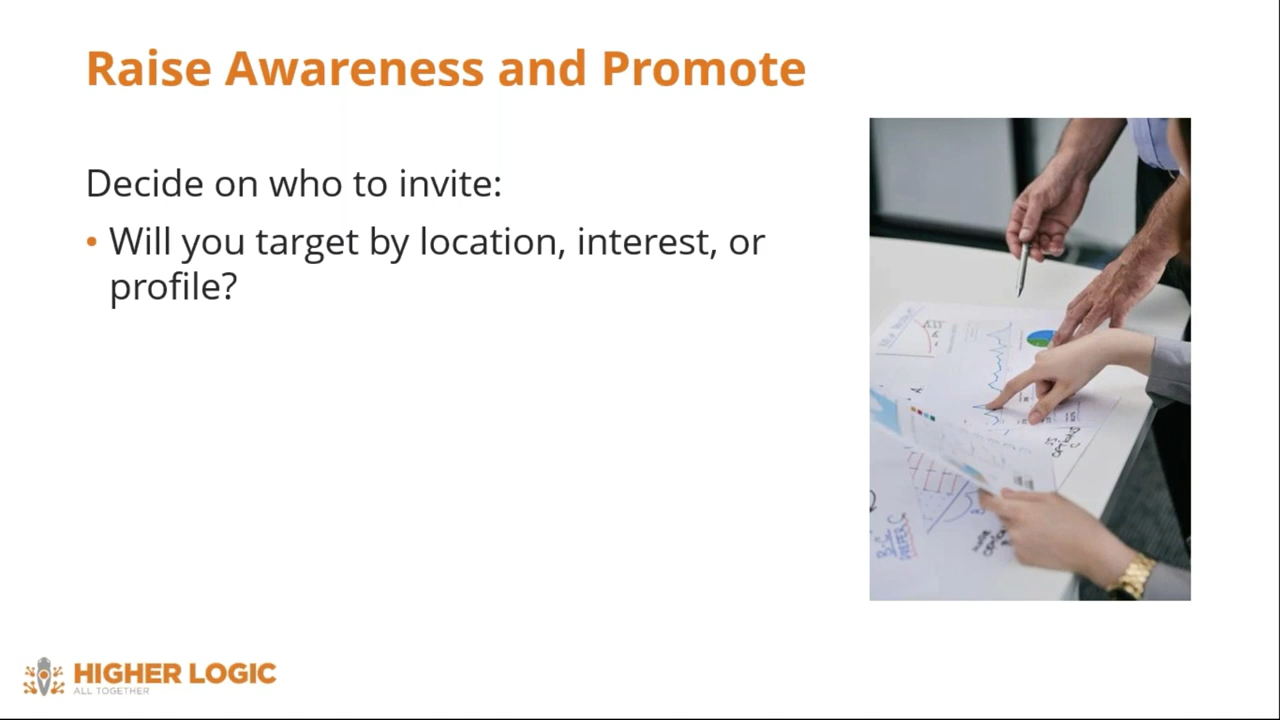 Raise Awareness and Promote
Decide on who to invite:
• Will you target by location, interest, or
profile?
HIGHER LOGIC
ALL TOGETHER